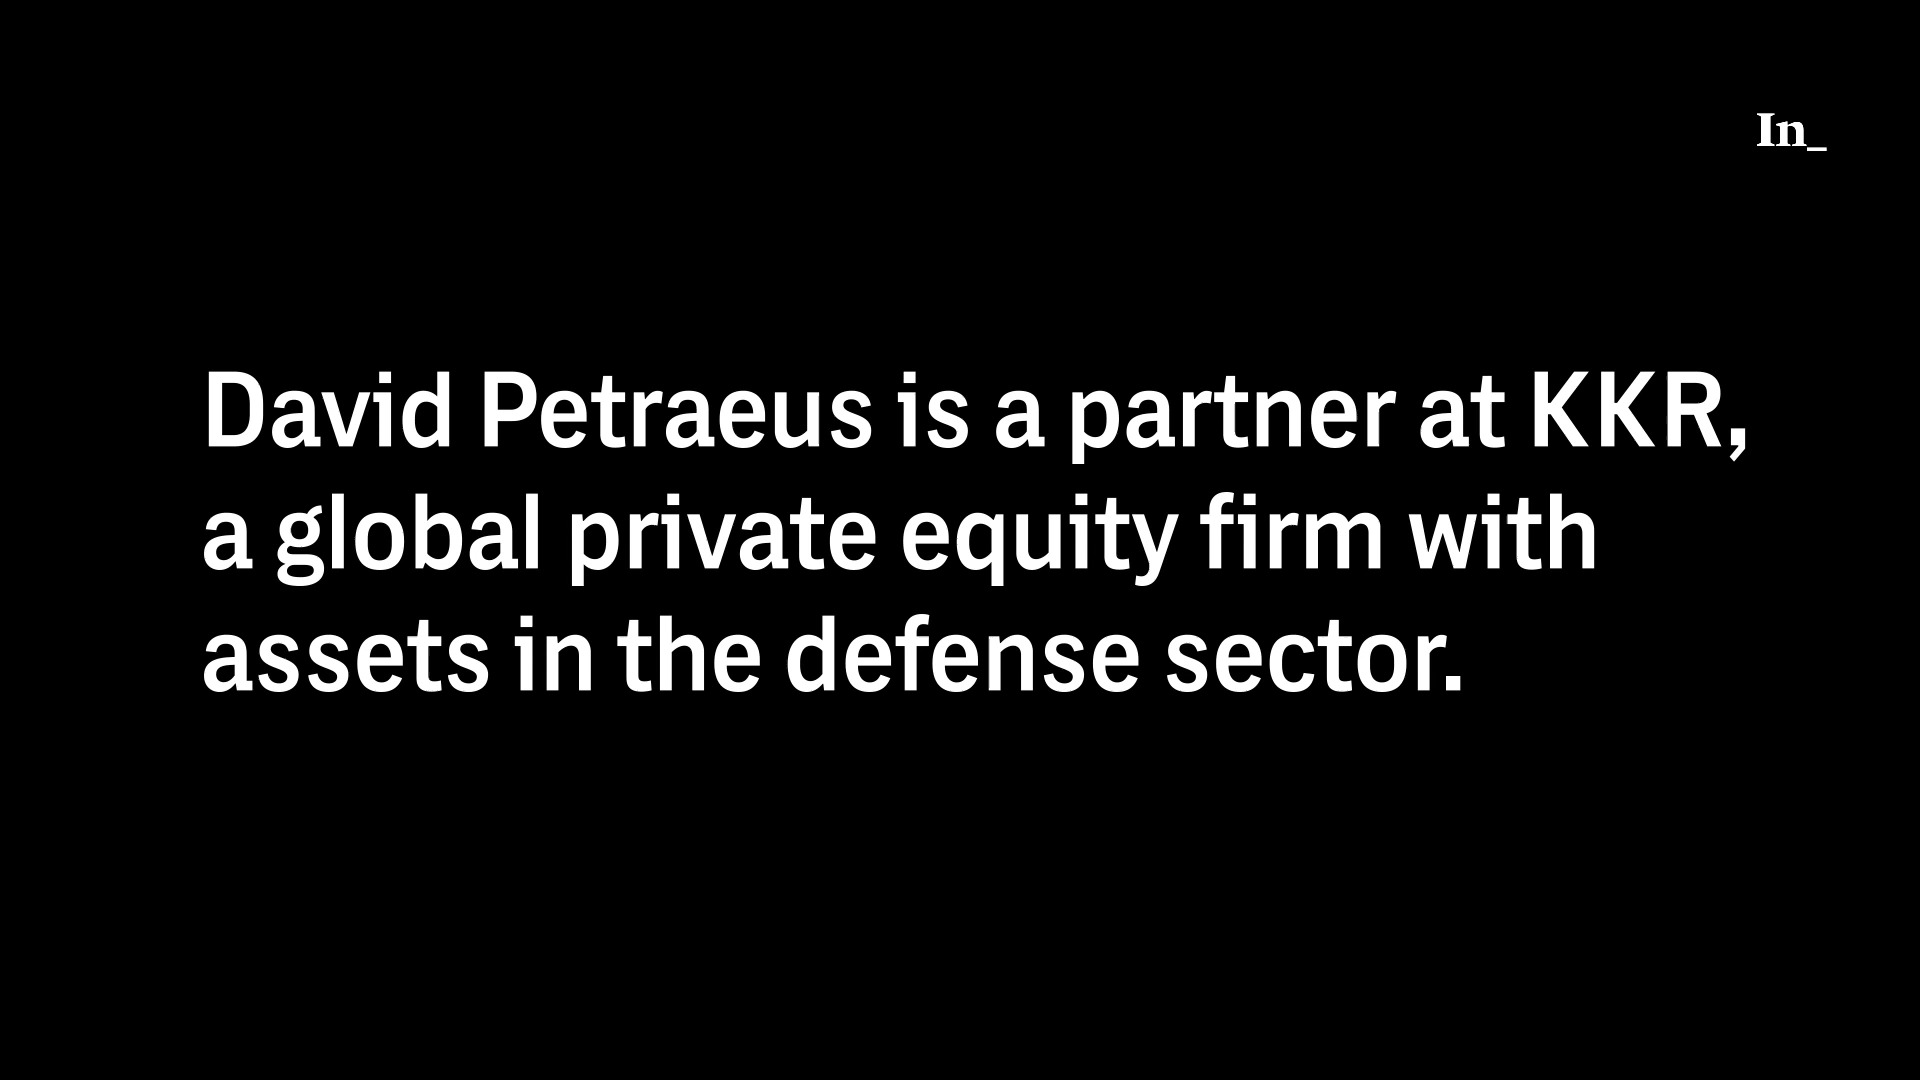 In_
David Petraeus is a partner at KKR,
a global private equity firm with
assets in the defense sector.